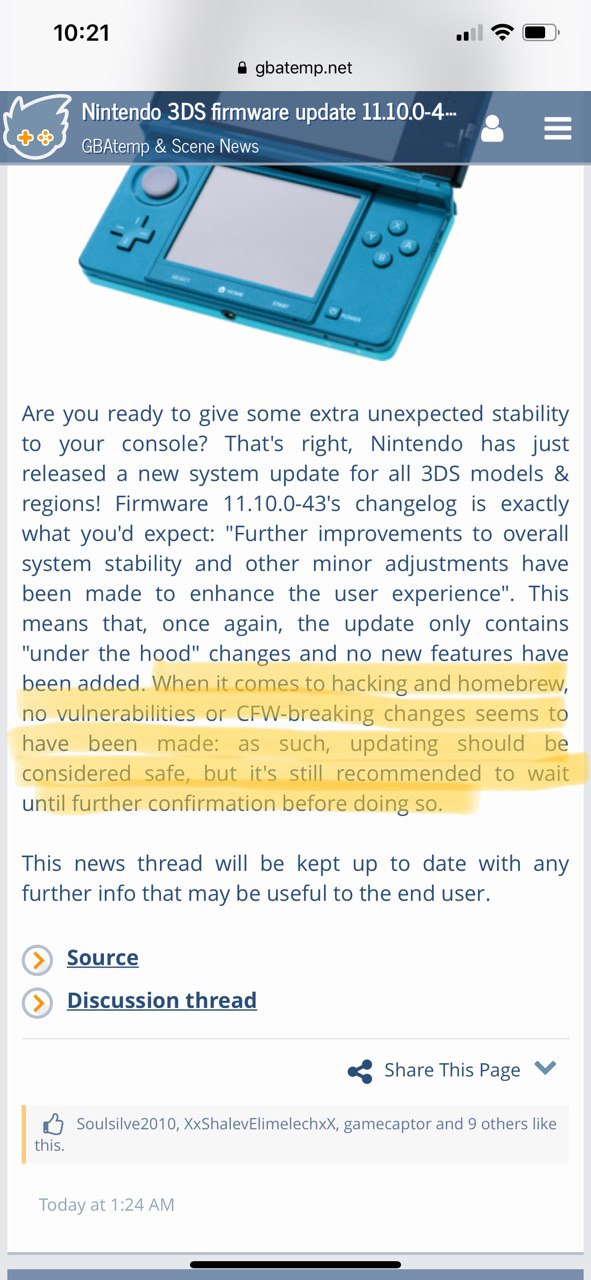 10:21
gbatemp.net
Nintendo 3DS firmware update 11.10.0-4...
GBAtemp & Scene News
X
Y
A
B
SELECT
HOME
START
POWER
Are you ready to give some extra unexpected stability
to your console? That's right, Nintendo has just
released a new system update for all 3DS models &
regions! Firmware 11.10.0-43's changelog is exactly
what you'd expect: "Further improvements to overall
system stability and other minor adjustments have
been made to enhance the user experience". This
means that, once again, the update only contains
"under the hood" changes and no new features have
been added. When it comes to hacking and homebrew,
no vulnerabilities or CFW-breaking changes seems to
have been made: as such, updating should be
considered safe, but it's still recommended to wait
until further confirmation before doing so.
This news thread will be kept up to date with any
further info that may be useful to the end user.
Source
Discussion thread
Share This Page
Soulsilve2010, XxShalevElimelechxX, gamecaptor and 9 others like
this.
Today at 1:24 AM